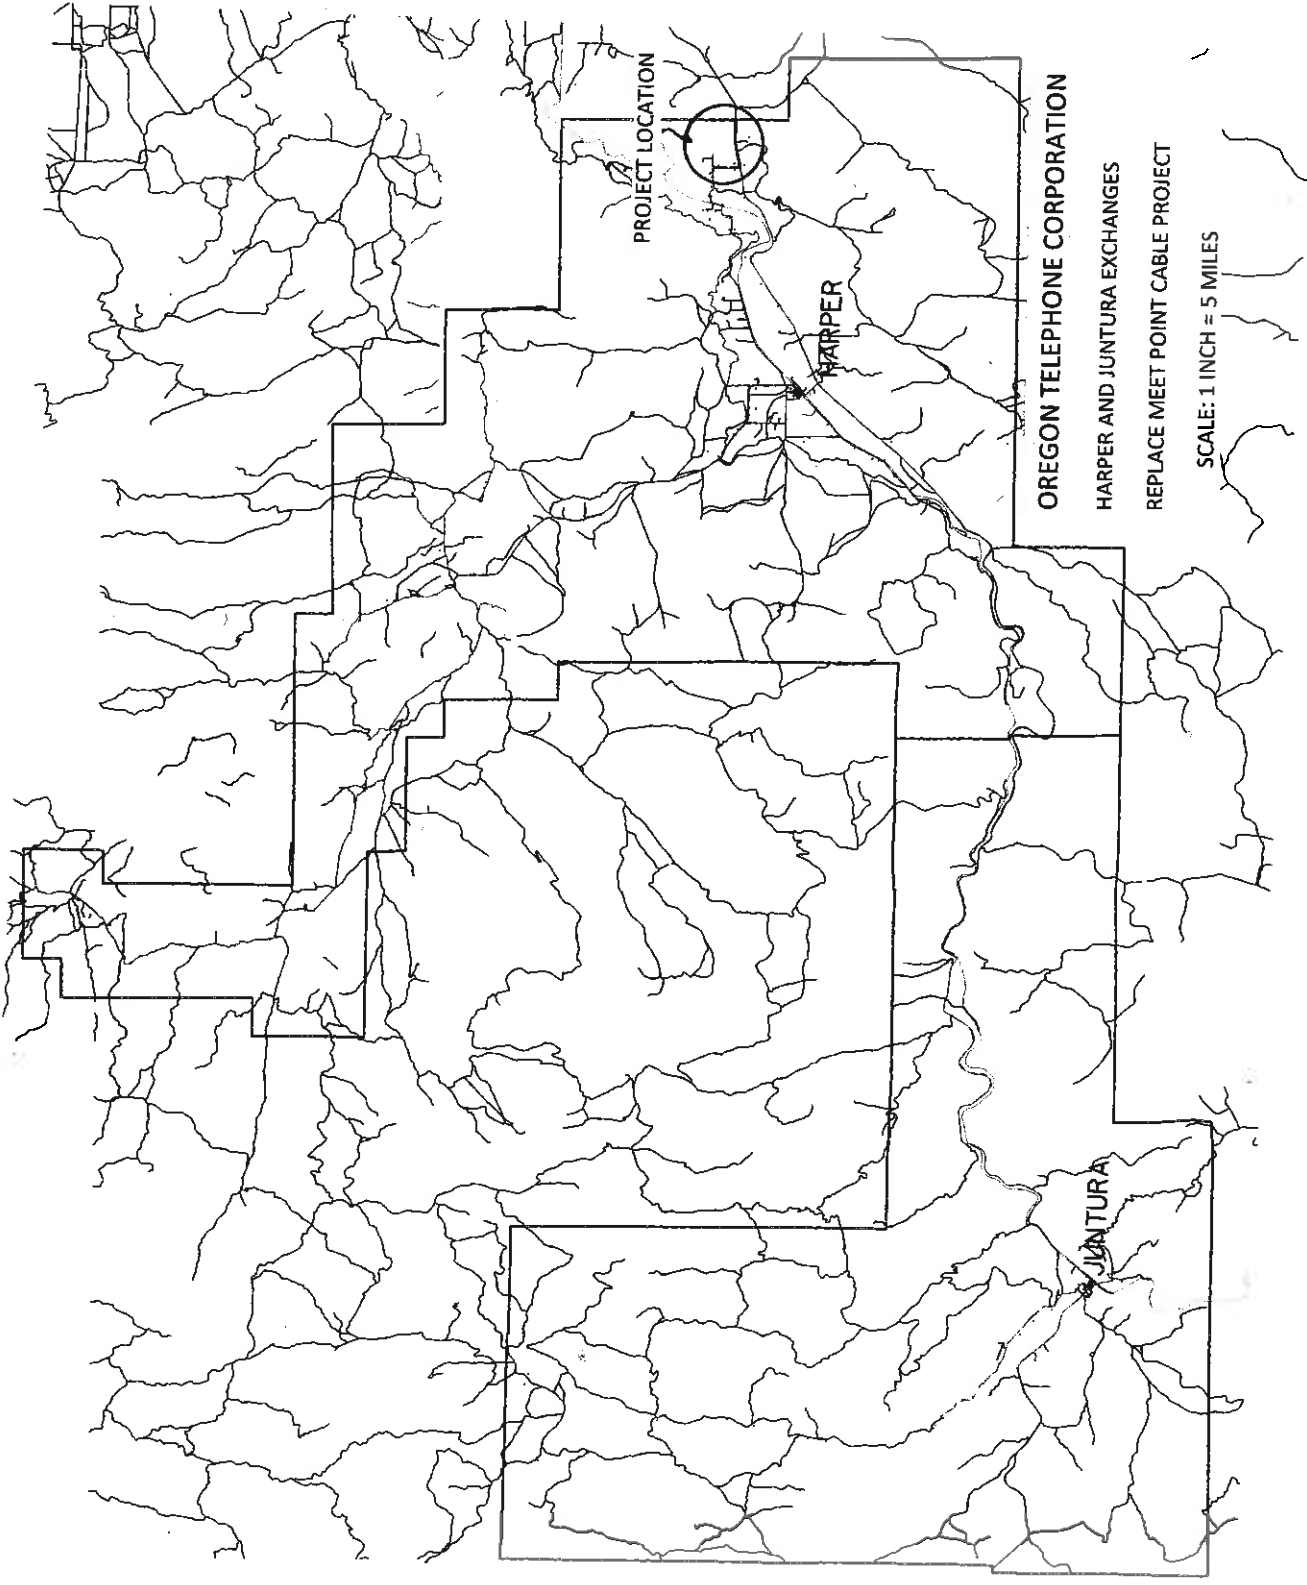 PROJECT LOCATION
HARPER
JUNTURA
OREGON TELEPHONE CORPORATION
HARPER AND JUNTURA EXCHANGES
REPLACE MEET POINT CABLE PROJECT
SCALE: 1 INCH = 5 MILES